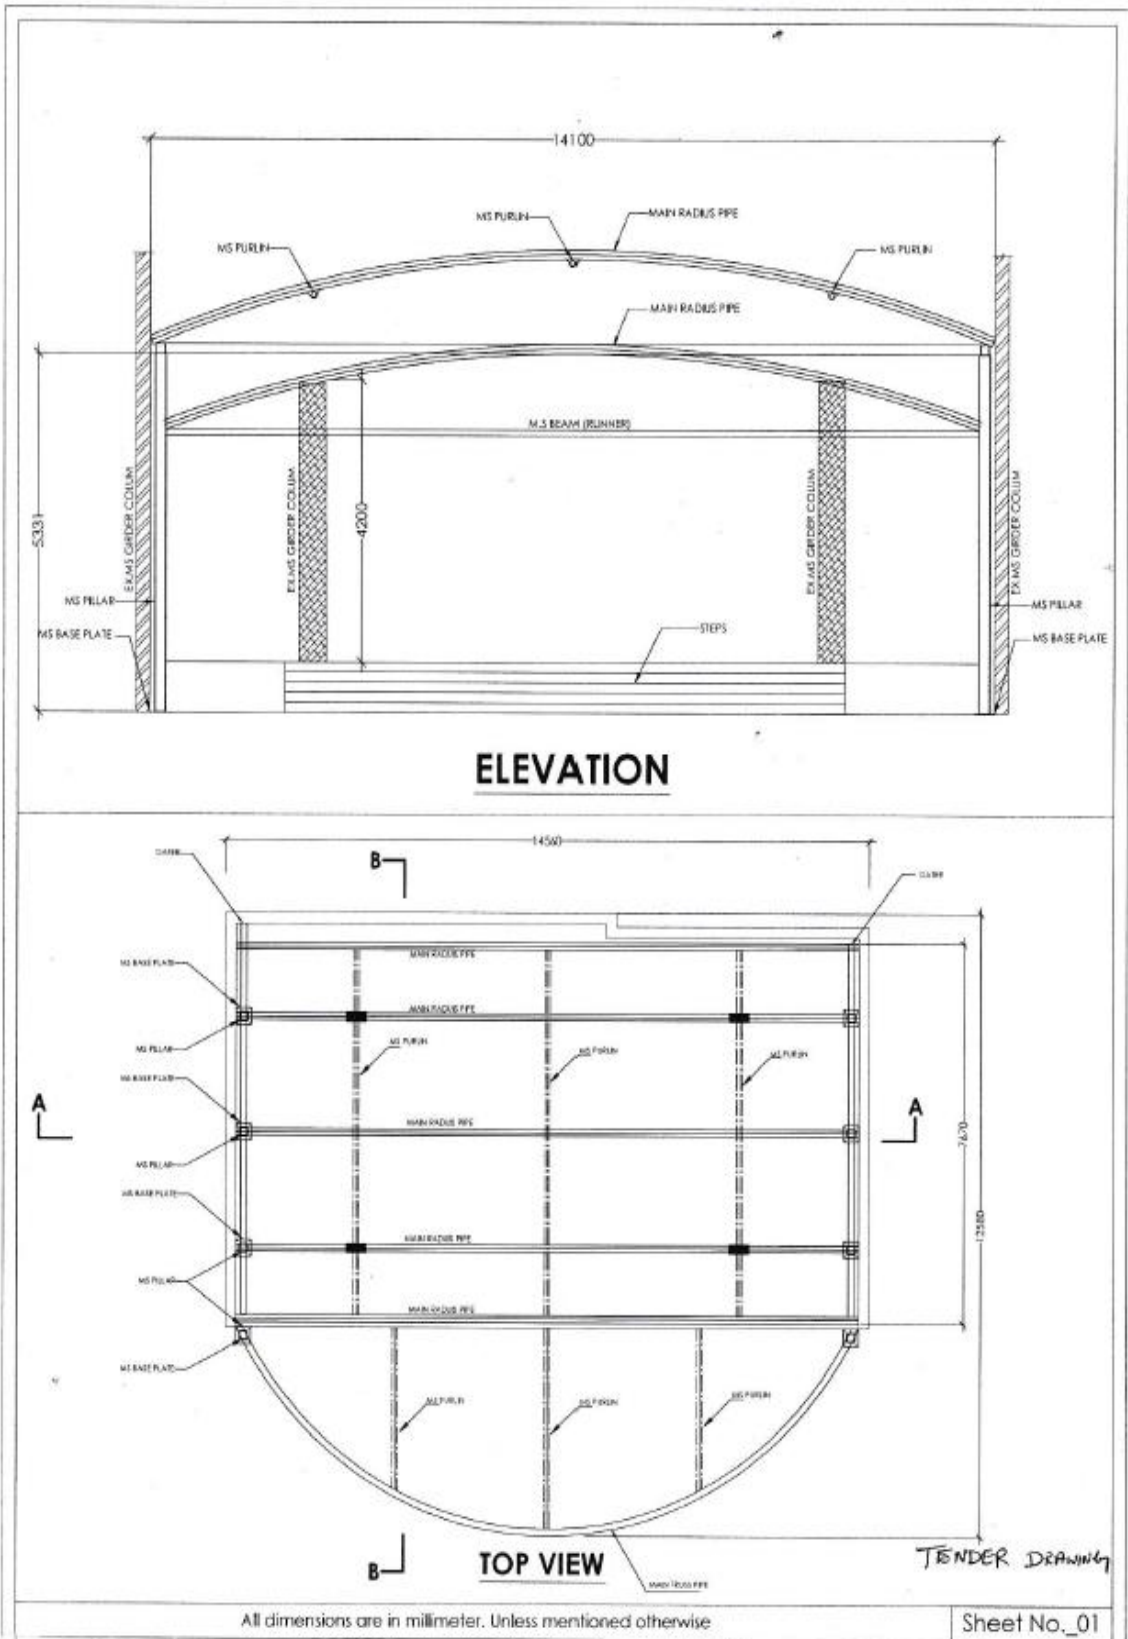 14100
MAIN RADIUS PIPE
MS PURLIN
MS PURLIN
MS PURLIN
MAIN RADIUS PIPE
M.S BEAM (RUNNER)
5331
EX.MS GIRDER COLUM
EX.MS GIRDER COLUM
4200
EX.MS GIRDER COLUM
EX.MS GIRDER COLUM
MS PILLAR
MS PILLAR
STEPS
MS BASE PLATE
MS BASE PLATE
ELEVATION
14560
B
MAIN RADIUS PIPE
MS BASE PLATE
MAIN RADIUS PIPE
MS PILLAR
MS PURLIN
MS PURLIN
MS PURLIN
MS BASE PLATE
A
A
MAIN RADIUS PIPE
7670
MS PILLAR
MS BASE PLATE
12580
MAIN RADIUS PIPE
MS PILLAR
MAIN RADIUS PIPE
MS BASE PLATE
MS PURLIN
MS PURLIN
MS PURLIN
B
TOP VIEW
TENDER DRAWING
MAIN TRUSS PIPE
All dimensions are in millimeter. Unless mentioned otherwise
Sheet No._01